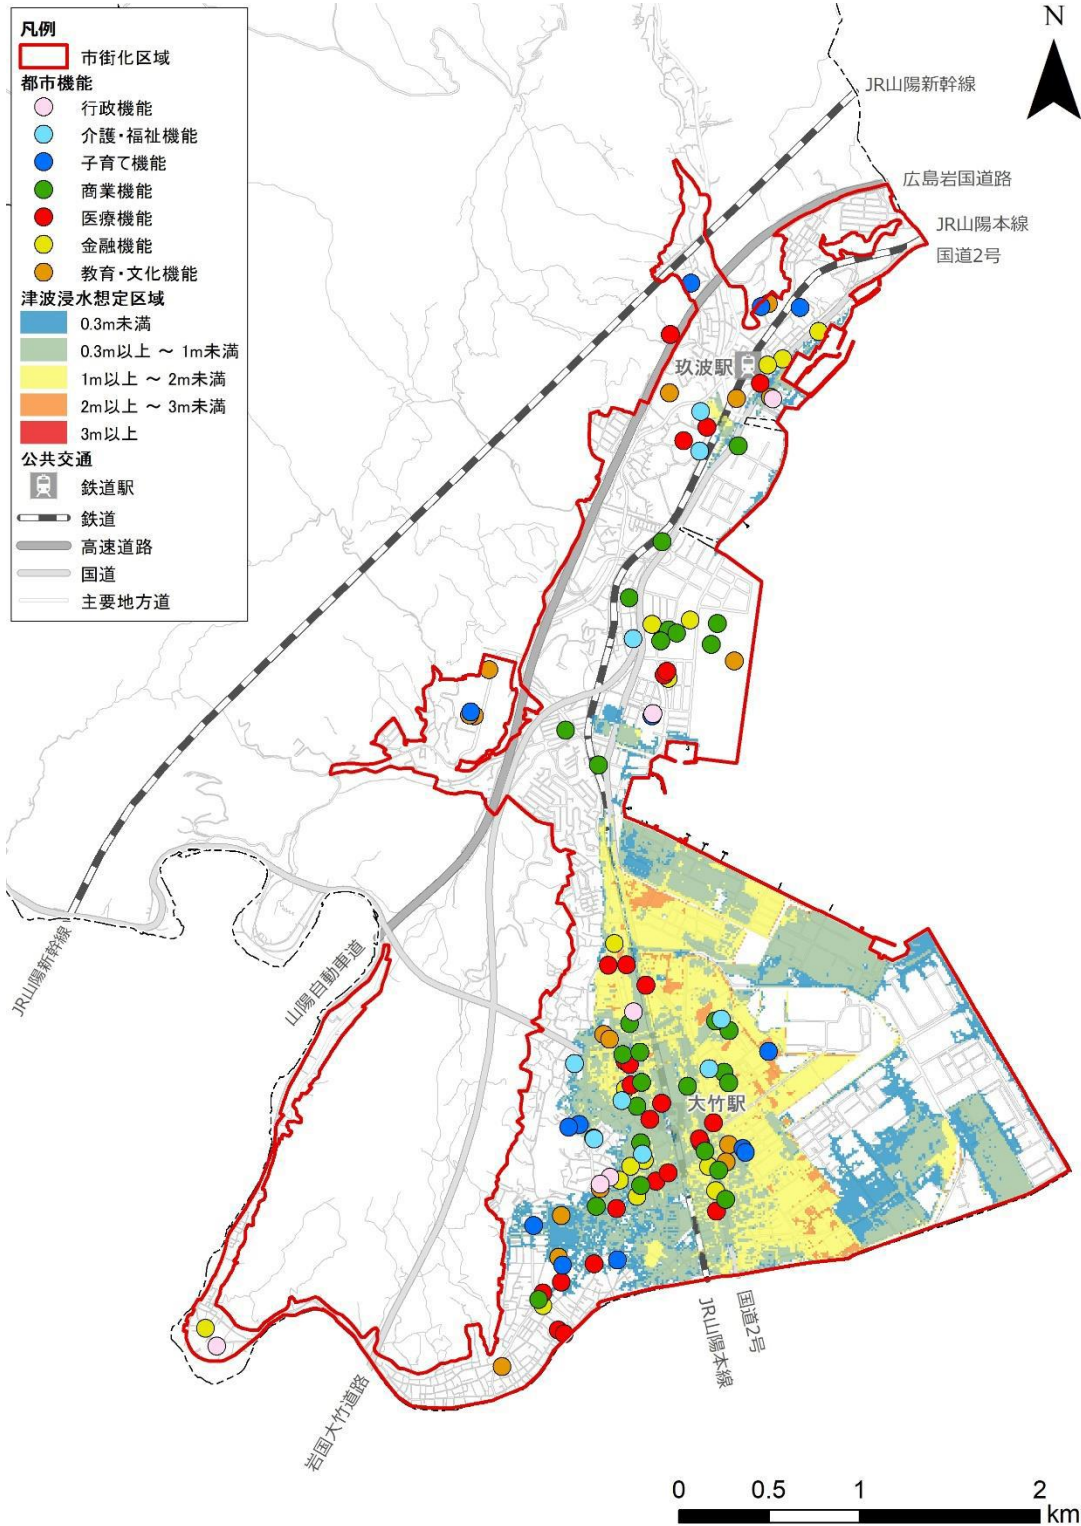 凡例
市街化区域
都市機能
行政機能
介護・福祉機能
子育て機能
商業機能
医療機能
金融機能
教育・文化機能
津波浸水想定区域
0.3m未満
0.3m以上 ～ 1m未満
1m以上 ～ 2m未満
2m以上 ～ 3m未満
3m以上
公共交通
鉄道駅
鉄道
高速道路
国道
主要地方道
N
JR山陽新幹線
広島岩国道路
JR山陽本線
国道2号
玖波駅
JR山陽新幹線
山陽自動車道
大竹駅
岩国大竹道路
JR山陽本線
国道2号
0 0.5 1 2
km